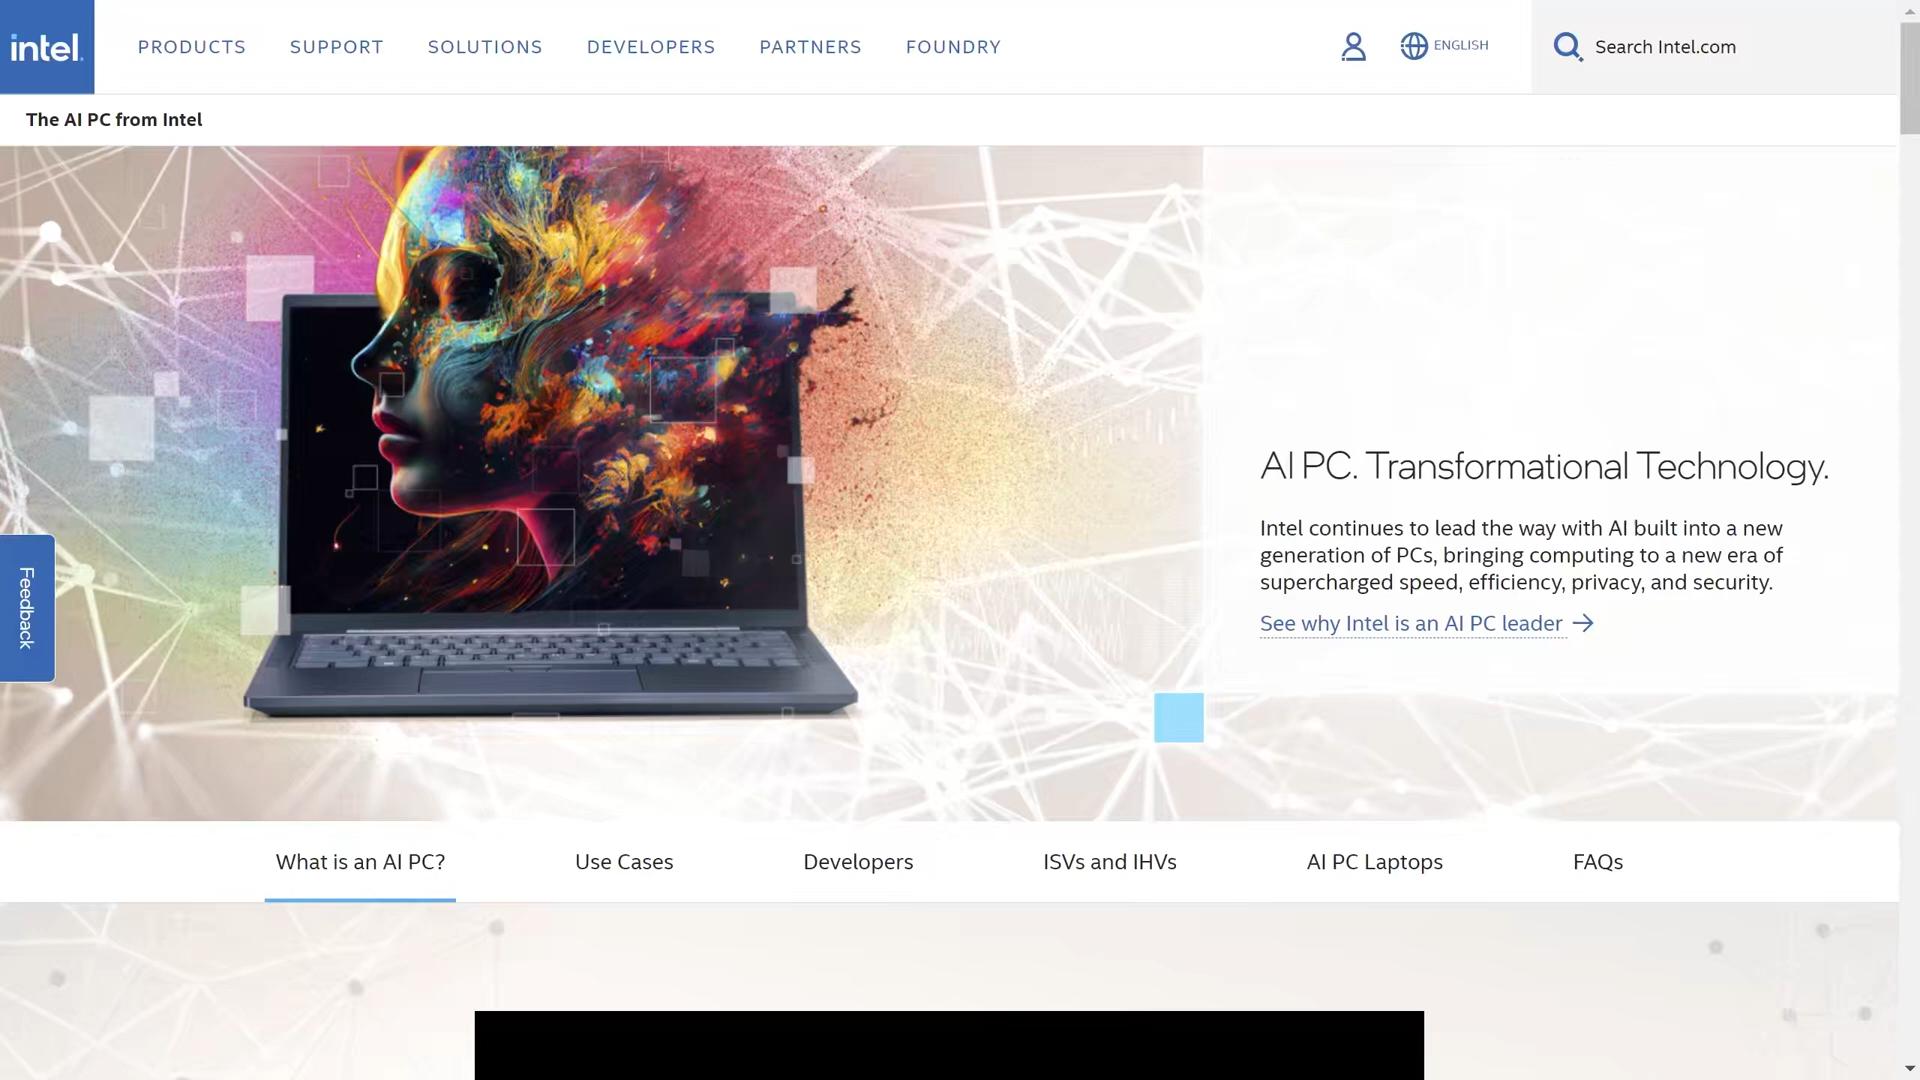 intel.
PRODUCTS
SUPPORT
SOLUTIONS
DEVELOPERS
PARTNERS
FOUNDRY
ENGLISH
Search Intel.com
The AI PC from Intel
AI PC. Transformational Technology.
Intel continues to lead the way with AI built into a new
generation of PCs, bringing computing to a new era of
supercharged speed, efficiency, privacy, and security.
See why Intel is an AI PC leader →
Feedback
What is an AI PC?
Use Cases
Developers
ISVs and IHVs
AI PC Laptops
FAQs